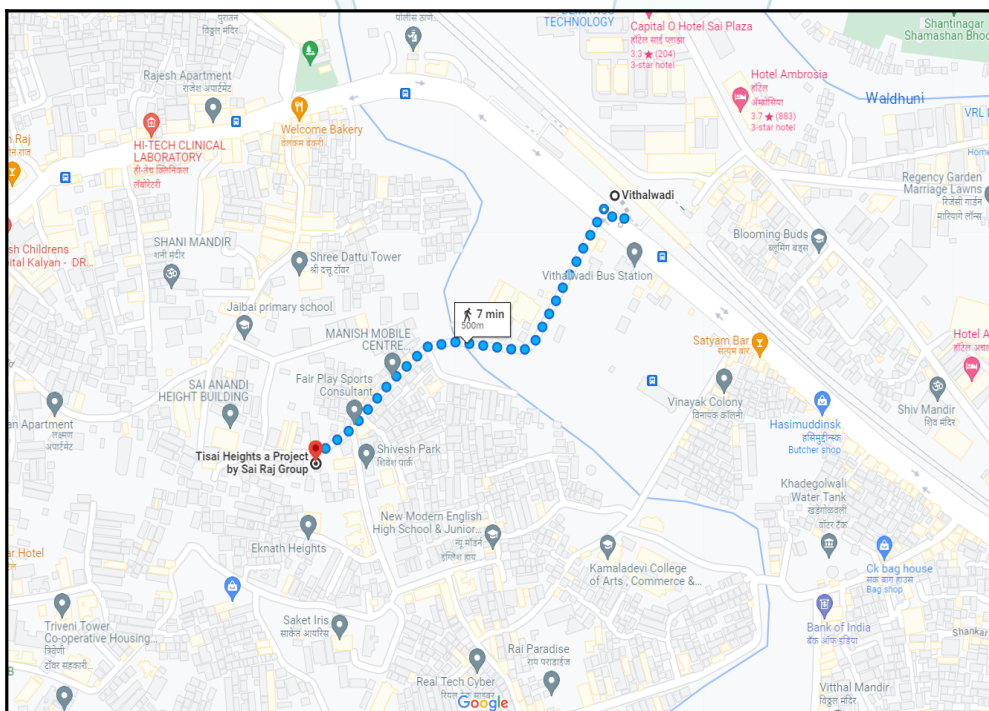 पुरातन
विठ्ठल मंदिर
पोलीस ठाणे
TECHNOLOGY
Capital O Hotel Sai Plaza
हॉटेल साई प्लाझा
3.3★(204)
3-star hotel
Shantinagar
Shamashan Bhoo
Rajesh Apartment
राजेश अपार्टमेंट
Hotel Ambrosia
हॉटेल
अ‍ॅम्ब्रोसिया
3.7★(883)
3-star hotel
Waldhuni
VRL
Welcome Bakery
वेलकम बेकरी
HI-TECH CLINICAL
LABORATORY
ही-तेच क्लिनिकल
लॅबोरेटरी
Raj
Home
Regency Garden
Marriage Lawns
रिजेंसी गार्डन
मारियागे लॉन्स
Vithalwadi
Blooming Buds
ब्लूमिंग बड्स
SHANI MANDIR
शनी मंदीर
sh Childrens
pital Kalyan - DR...
Shree Dattu Tower
श्री दत्तू टॉवर
Vithalwadi Bus Station
Jaibai primary school
7 min
500m
MANISH MOBILE
CENTRE
Satyam Bar
सत्यम बार
Hotel A
हॉटेल अचल
SAI ANANDI
HEIGHT BUILDING
Fair Play Sports
Consultant
Vinayak Colony
विनायक कॉलनी
Shiv Mandir
शिव मंदिर
an Apartment
लक्ष्मण
अपार्टमेंट
Hasimuddinsk
हसिमुद्दीन्स्क
Butcher shop
Tisai Heights a Project
by Sai Raj Group
Shivesh Park
शिवेश पार्क
Khadegolwali
Water Tank
खडेगोळवली
वॉटर टँक
New Modern English
High School & Junior...
न्यू मॉडर्न
इंग्लिश हाय
Eknath Heights
ar Hotel
Kamaladevi College
of Arts , Commerce &...
Ck bag house
सक बाग हाउस
Bag shop
Triveni Tower
Co-operative Housing...
त्रिवेणी
टॉवर सहकारी...
Saket Iris
साकेत आयरिस
Bank of India
बँक ऑफ इंडिया
Shankar
Rai Paradise
राय पराडाईज
Real Tech Cyber
रियल टेक सायबर
Vitthal Mandir
विठ्ठल मंदिर
Google